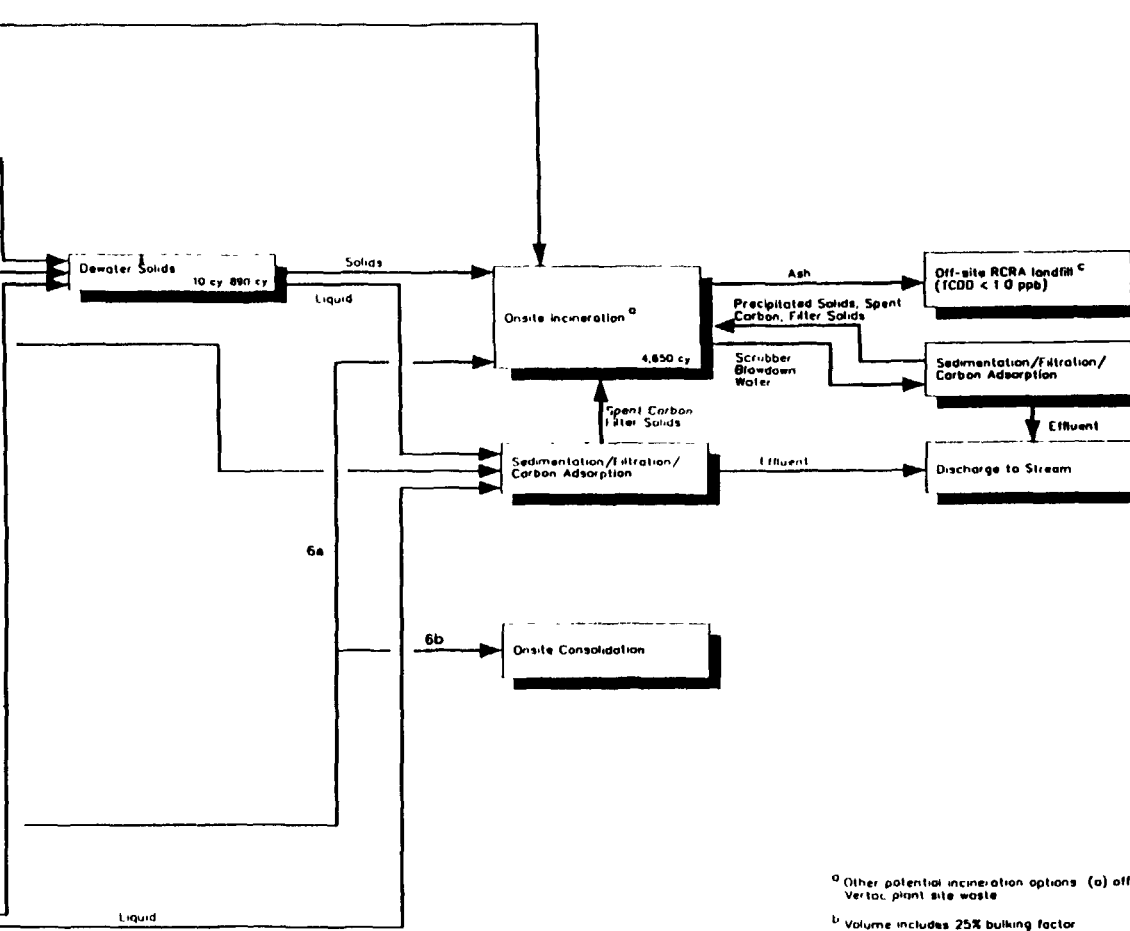 Dewater Solids
10 cy 890 cy
Solids
Liquid
Onsite Incineration a
4,650 cy
Ash
Off-site RCRA landfill c
(TCDD < 1.0 ppb)
Precipitated Solids, Spent
Carbon, Filter Solids
Scrubber
Blowdown
Water
Sedimentation/Filtration/
Carbon Adsorption
Effluent
Spent Carbon
Filter Solids
Sedimentation/Filtration/
Carbon Adsorption
Effluent
Discharge to Stream
6a
6b
Onsite Consolidation
Liquid
a Other potential incineration options (a) off
Vertac plant site waste
b Volume includes 25% bulking factor